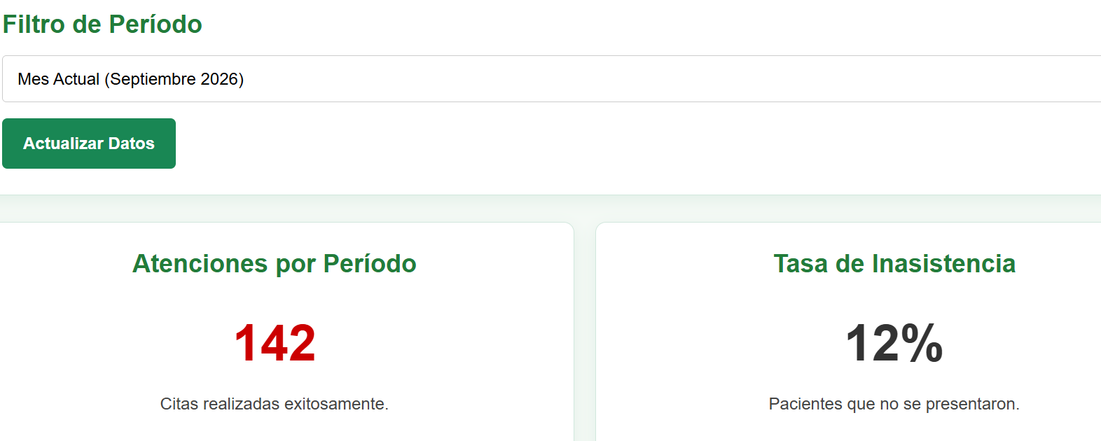 Filtro de Período
Mes Actual (Septiembre 2026)
Actualizar Datos
Atenciones por Período
142
Citas realizadas exitosamente.
Tasa de Inasistencia
12%
Pacientes que no se presentaron.